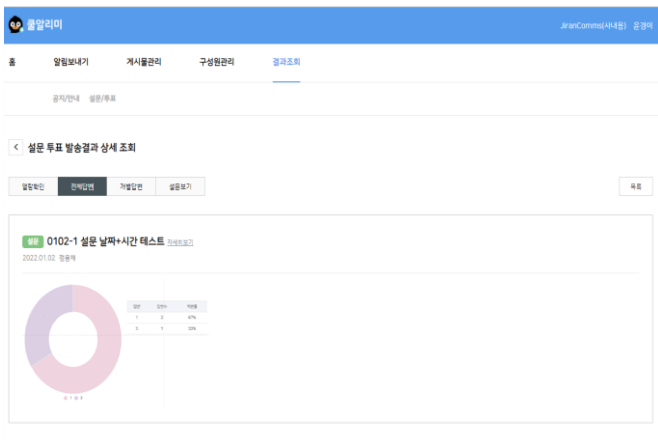 쿨알리미
JiranComms(사내용) 윤경이
홈 알림보내기 게시물관리 구성원관리 결과조회
공지/안내 설문/투표
< 설문 투표 발송결과 상세 조회
열람확인 전체답변 개별답변 설문보기 목록
설문 0102-1 설문 날짜+시간 테스트 자세히보기
2022.01.02
1 2 67%
1 33%